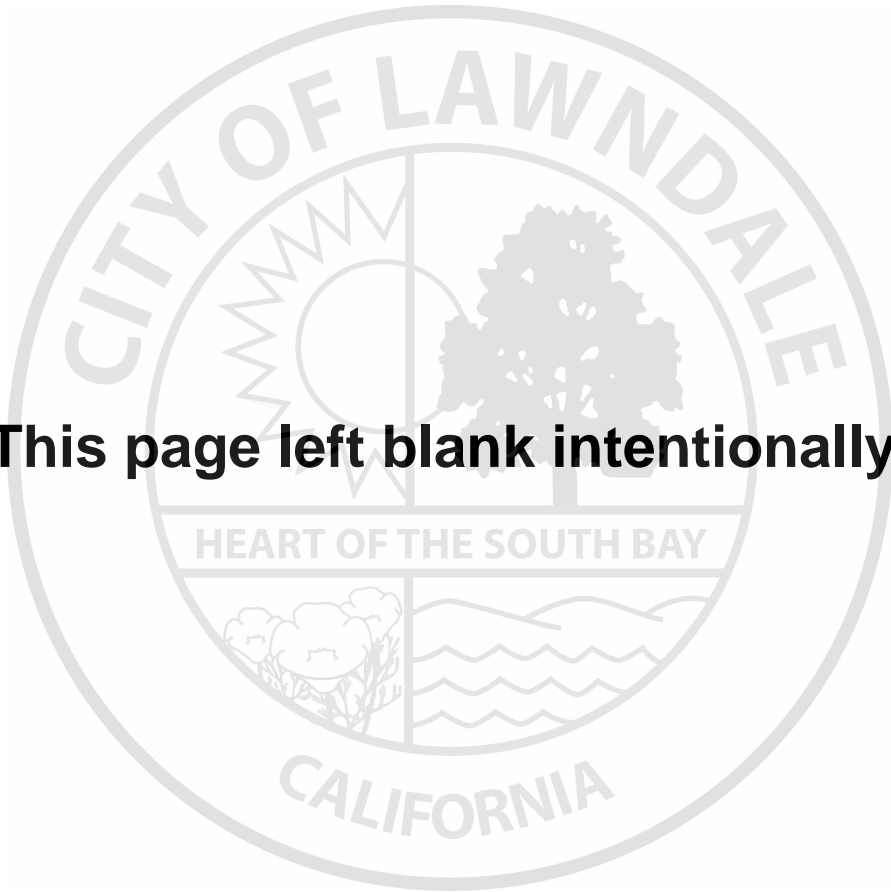 CITY OF LAWNDALE
This page left blank intentionally
HEART OF THE SOUTH BAY
CALIFORNIA